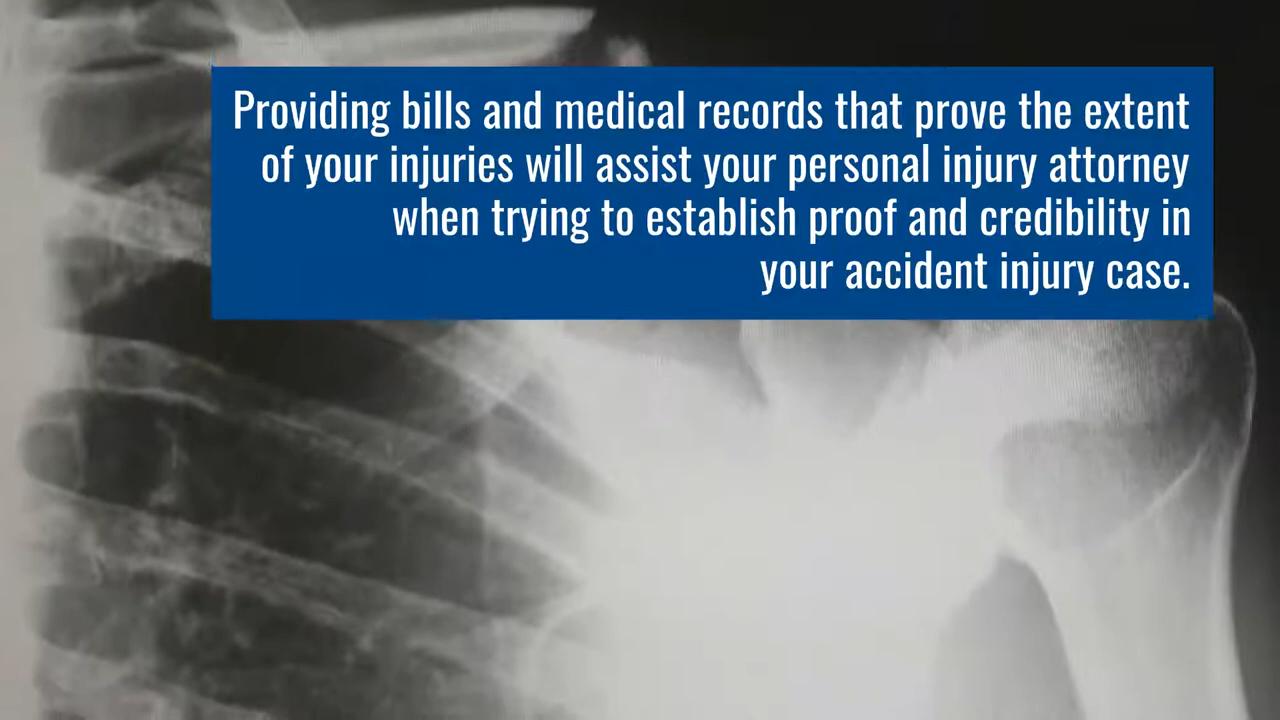 Providing bills and medical records that prove the extent
of your injuries will assist your personal injury attorney
when trying to establish proof and credibility in
your accident injury case.